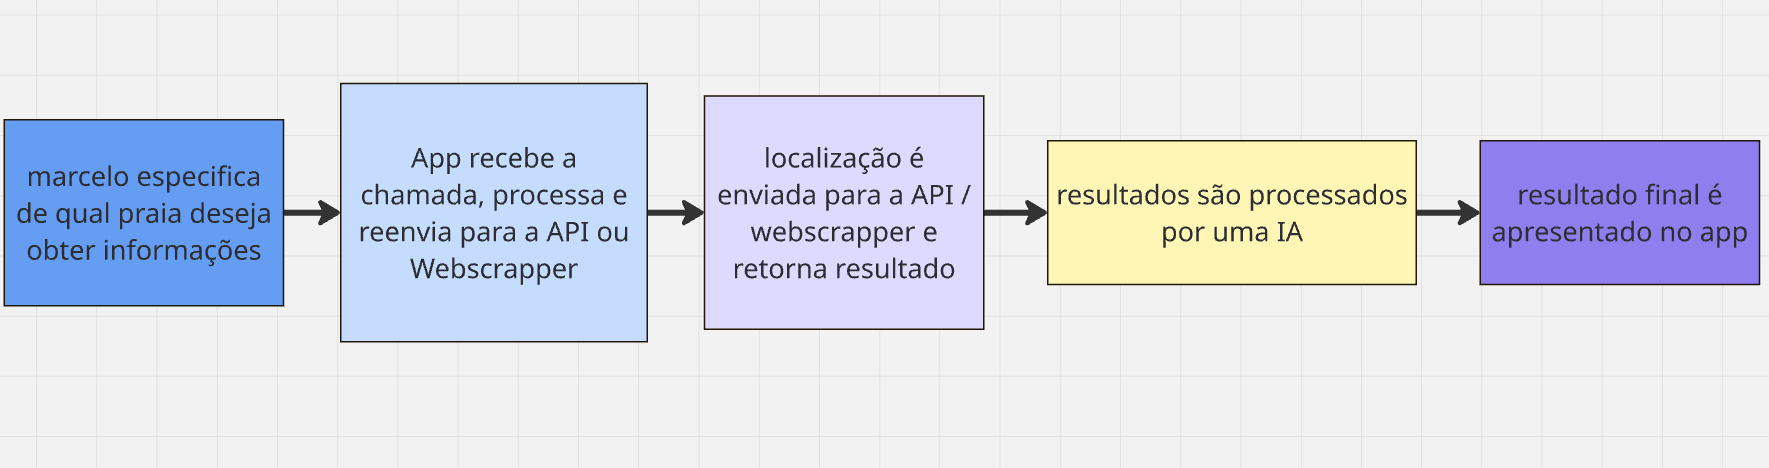 marcelo especifica
de qual praia deseja
obter informações
App recebe a
chamada, processa e
reenvia para a API ou
Webscrapper
localização é
enviada para a API /
webscrapper e
retorna resultado
resultados são processados
por uma IA
resultado final é
apresentado no app